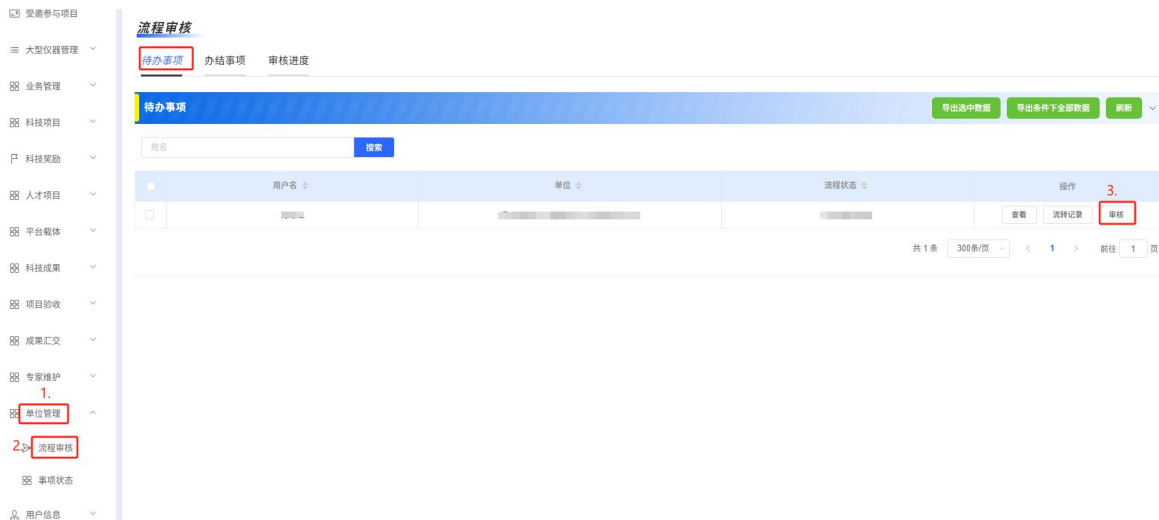 受邀参与项目
大型仪器管理
业务管理
科技项目
科技奖励
人才项目
平台载体
科技成果
项目验收
成果汇交
专家维护
1.
单位管理
2.
流程审核
事项状态
用户信息
流程审核
待办事项 办结事项 审核进度
待办事项 导出选中数据 导出条件下全部数据 刷新
姓名 搜索
用户名 单位 流程状态 操作
3.
查看 流转记录 审核
共 1 条 300条/页 < 1 > 前往 1 页